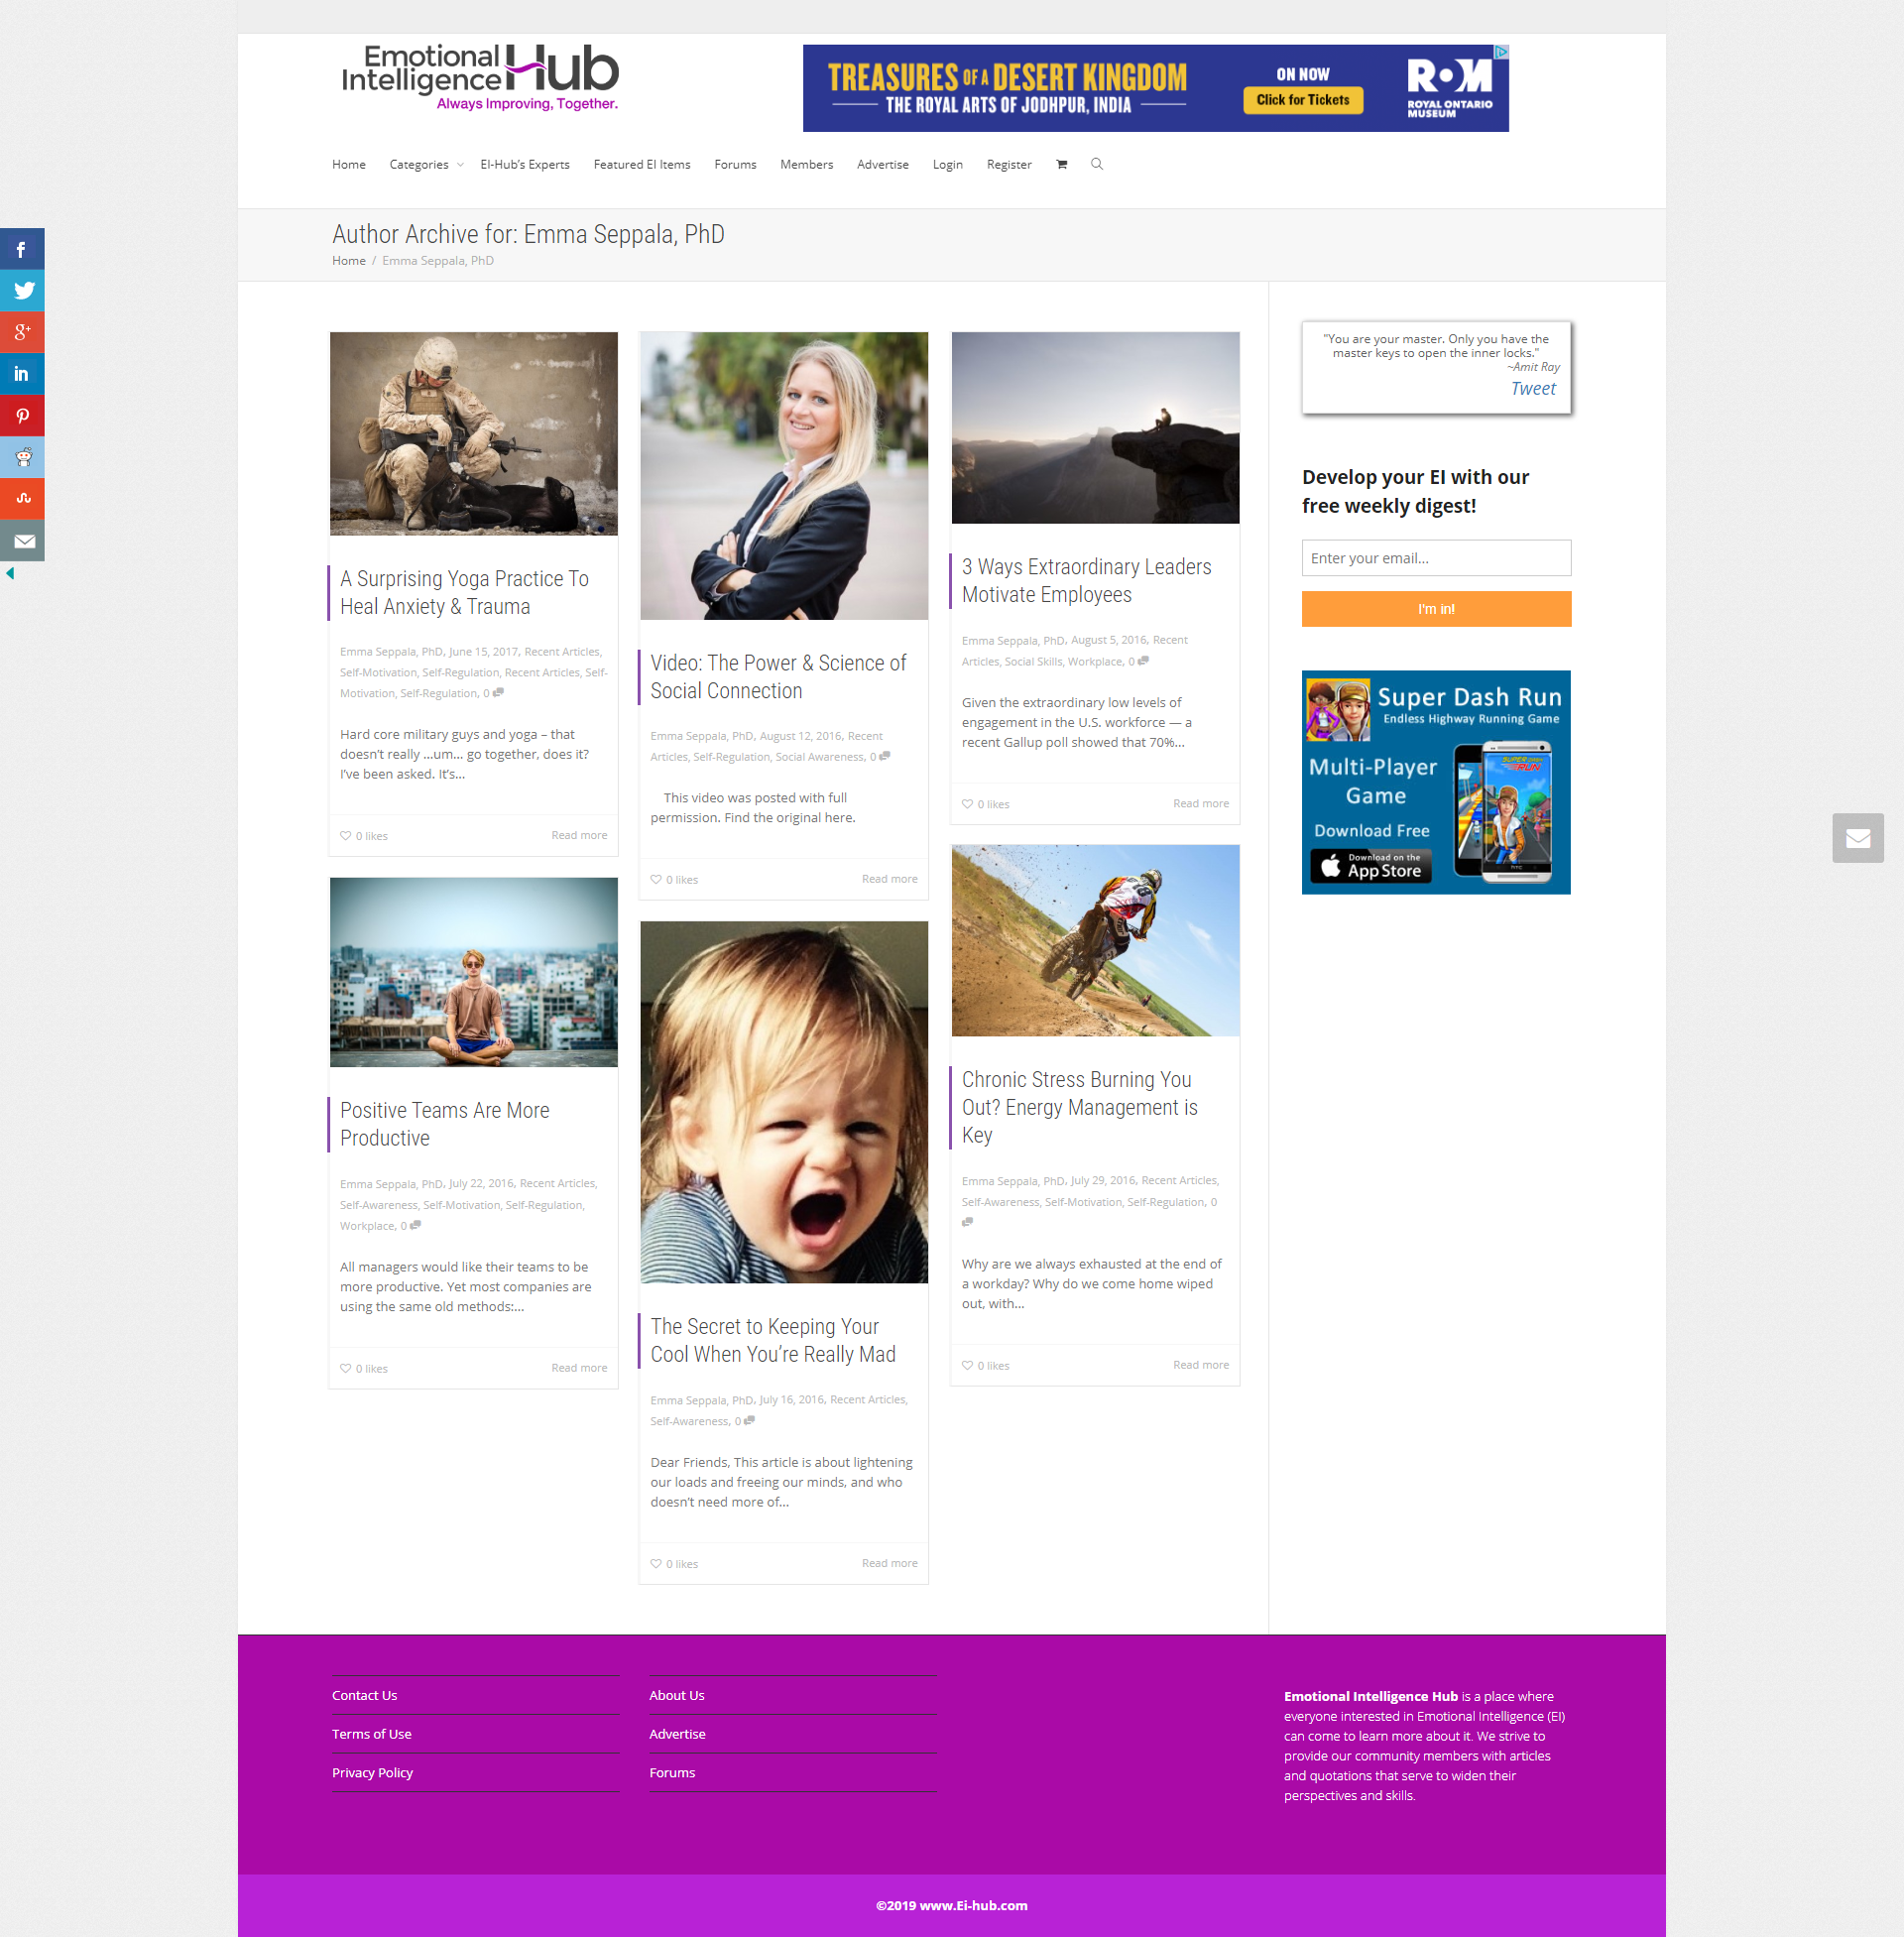 Emotional
Intelligence Hub
Always Improving, Together.
TREASURES OF A DESERT KINGDOM
THE ROYAL ARTS OF JODHPUR, INDIA
ON NOW
Click for Tickets
ROM
ROYAL ONTARIO
MUSEUM
Home Categories EI-Hub's Experts Featured EI Items Forums Members Advertise Login Register
Author Archive for: Emma Seppala, PhD
Home / Emma Seppala, PhD
A Surprising Yoga Practice To
Heal Anxiety & Trauma
Emma Seppala, PhD, June 15, 2017, Recent Articles,
Self-Motivation, Self-Regulation, Recent Articles, Self-
Motivation, Self-Regulation, 0
Hard core military guys and yoga – that
doesn't really ...um... go together, does it?
I've been asked. It's...
0 likes Read more
Video: The Power & Science of
Social Connection
Emma Seppala, PhD, August 12, 2016, Recent
Articles, Self-Regulation, Social Awareness, 0
This video was posted with full
permission. Find the original here.
0 likes Read more
3 Ways Extraordinary Leaders
Motivate Employees
Emma Seppala, PhD, August 5, 2016, Recent
Articles, Social Skills, Workplace, 0
Given the extraordinary low levels of
engagement in the U.S. workforce — a
recent Gallup poll showed that 70%...
0 likes Read more
Positive Teams Are More
Productive
Emma Seppala, PhD, July 22, 2016, Recent Articles,
Self-Awareness, Self-Motivation, Self-Regulation,
Workplace, 0
All managers would like their teams to be
more productive. Yet most companies are
using the same old methods:...
0 likes Read more
The Secret to Keeping Your
Cool When You're Really Mad
Emma Seppala, PhD, July 16, 2016, Recent Articles,
Self-Awareness, 0
Dear Friends, This article is about lightening
our loads and freeing our minds, and who
doesn't need more of...
0 likes Read more
Chronic Stress Burning You
Out? Energy Management is
Key
Emma Seppala, PhD, July 29, 2016, Recent Articles,
Self-Awareness, Self-Motivation, Self-Regulation, 0
Why are we always exhausted at the end of
a workday? Why do we come home wiped
out, with...
0 likes Read more
"You are your master. Only you have the
master keys to open the inner locks."
~Amit Ray
Tweet
Develop your EI with our
free weekly digest!
Enter your email...
I'm in!
Super Dash Run
Endless Highway Running Game
Multi-Player
Game
Download Free
Download on the
App Store
SUPER DASH
RUN
hTC
Contact Us
Terms of Use
Privacy Policy
About Us
Advertise
Forums
Emotional Intelligence Hub is a place where
everyone interested in Emotional Intelligence (EI)
can come to learn more about it. We strive to
provide our community members with articles
and quotations that serve to widen their
perspectives and skills.
©2019 www.Ei-hub.com